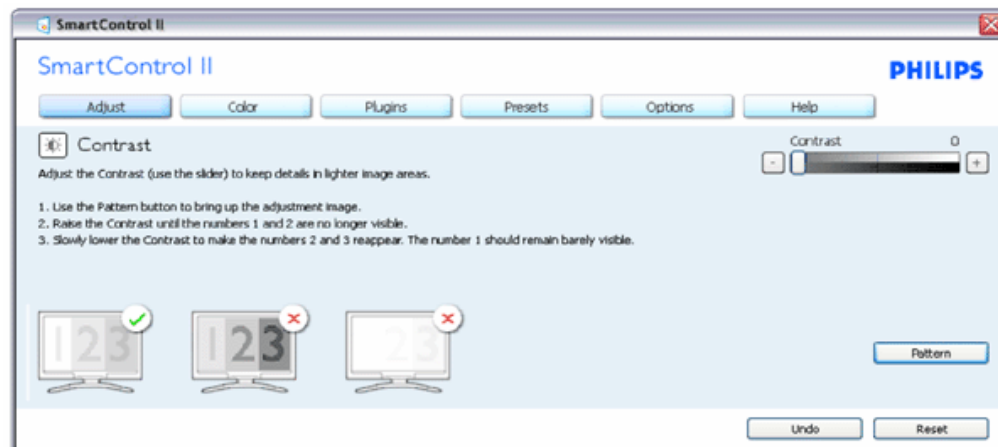 SmartControl II
SmartControl II
PHILIPS
Adjust Color Plugins Presets Options Help
Contrast
Contrast 0
- +
Adjust the Contrast (use the slider) to keep details in lighter image areas.
1. Use the Pattern button to bring up the adjustment image.
2. Raise the Contrast until the numbers 1 and 2 are no longer visible.
3. Slowly lower the Contrast to make the numbers 2 and 3 reappear. The number 1 should remain barely visible.
123 123 23
Pattern
Undo Reset